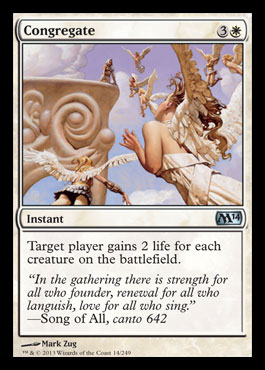 Congregate 3
Instant M14
Target player gains 2 life for each
creature on the battlefield.
“In the gathering there is strength for
all who founder, renewal for all who
languish, love for all who sing.”
—Song of All, canto 642
Mark Zug
™ & © 2013 Wizards of the Coast 14/249